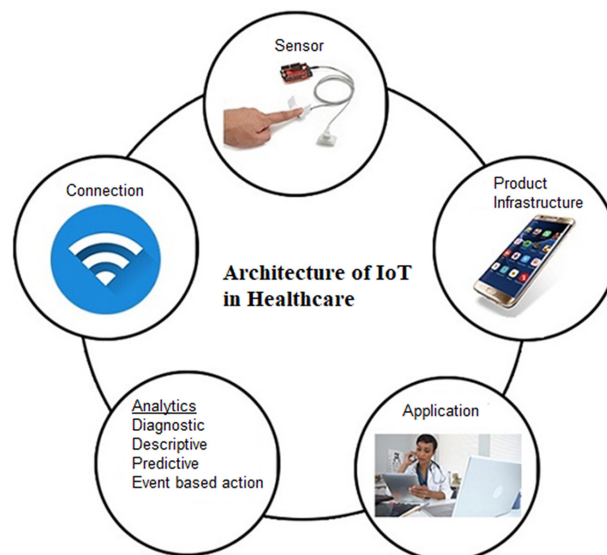 Sensor
Connection
Product
Infrastructure
Architecture of IoT
in Healthcare
Analytics
Diagnostic
Descriptive
Predictive
Event based action
Application